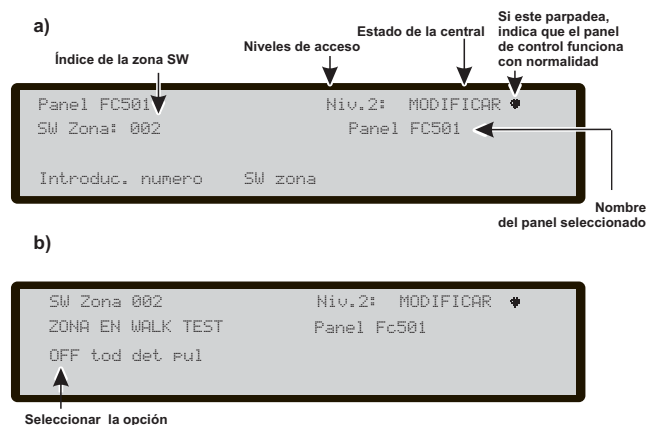 a)
Índice de la zona SW
Niveles de acceso
Estado de la central
Si este parpadea,
indica que el panel
de control funciona
con normalidad
Panel FC501 Niv.2: MODIFICAR
SW Zona: 002 Panel FC501
Introduc. numero SW zona
Nombre
del panel seleccionado
b)
SW Zona 002 Niv.2: MODIFICAR
ZONA EN WALK TEST Panel Fc501
OFF tod det pul
Seleccionar la opción